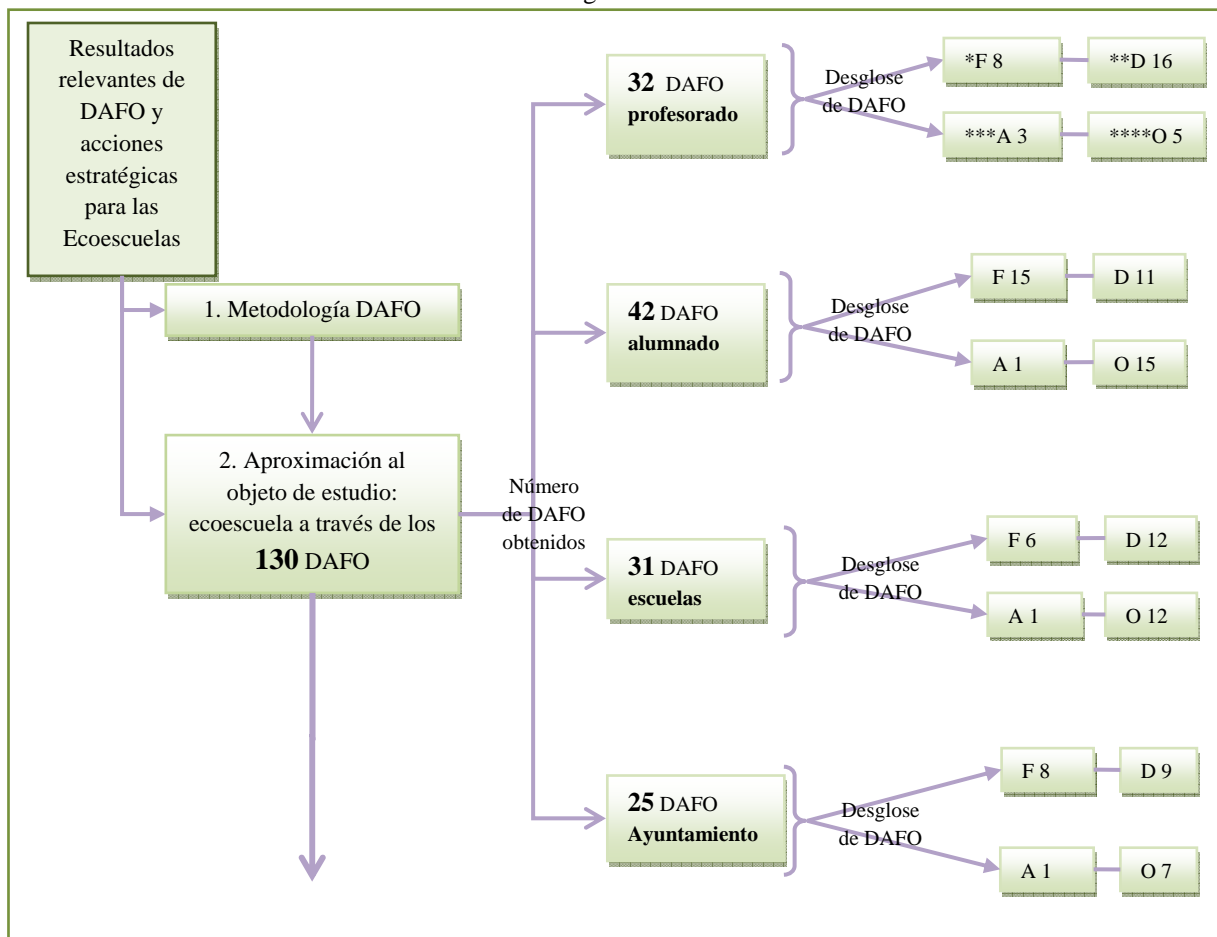 Resultados
relevantes de
DAFO y
acciones
estratégicas
para las
Ecoescuelas
1. Metodología DAFO
2. Aproximación al
objeto de estudio:
ecoescuela a través de los
130 DAFO
Número
de DAFO
obtenidos
32 DAFO
profesorado
Desglose
de DAFO
*F 8
**D 16
***A 3
****O 5
42 DAFO
alumnado
Desglose
de DAFO
F 15
D 11
A 1
O 15
31 DAFO
escuelas
Desglose
de DAFO
F 6
D 12
A 1
O 12
25 DAFO
Ayuntamiento
Desglose
de DAFO
F 8
D 9
A 1
O 7